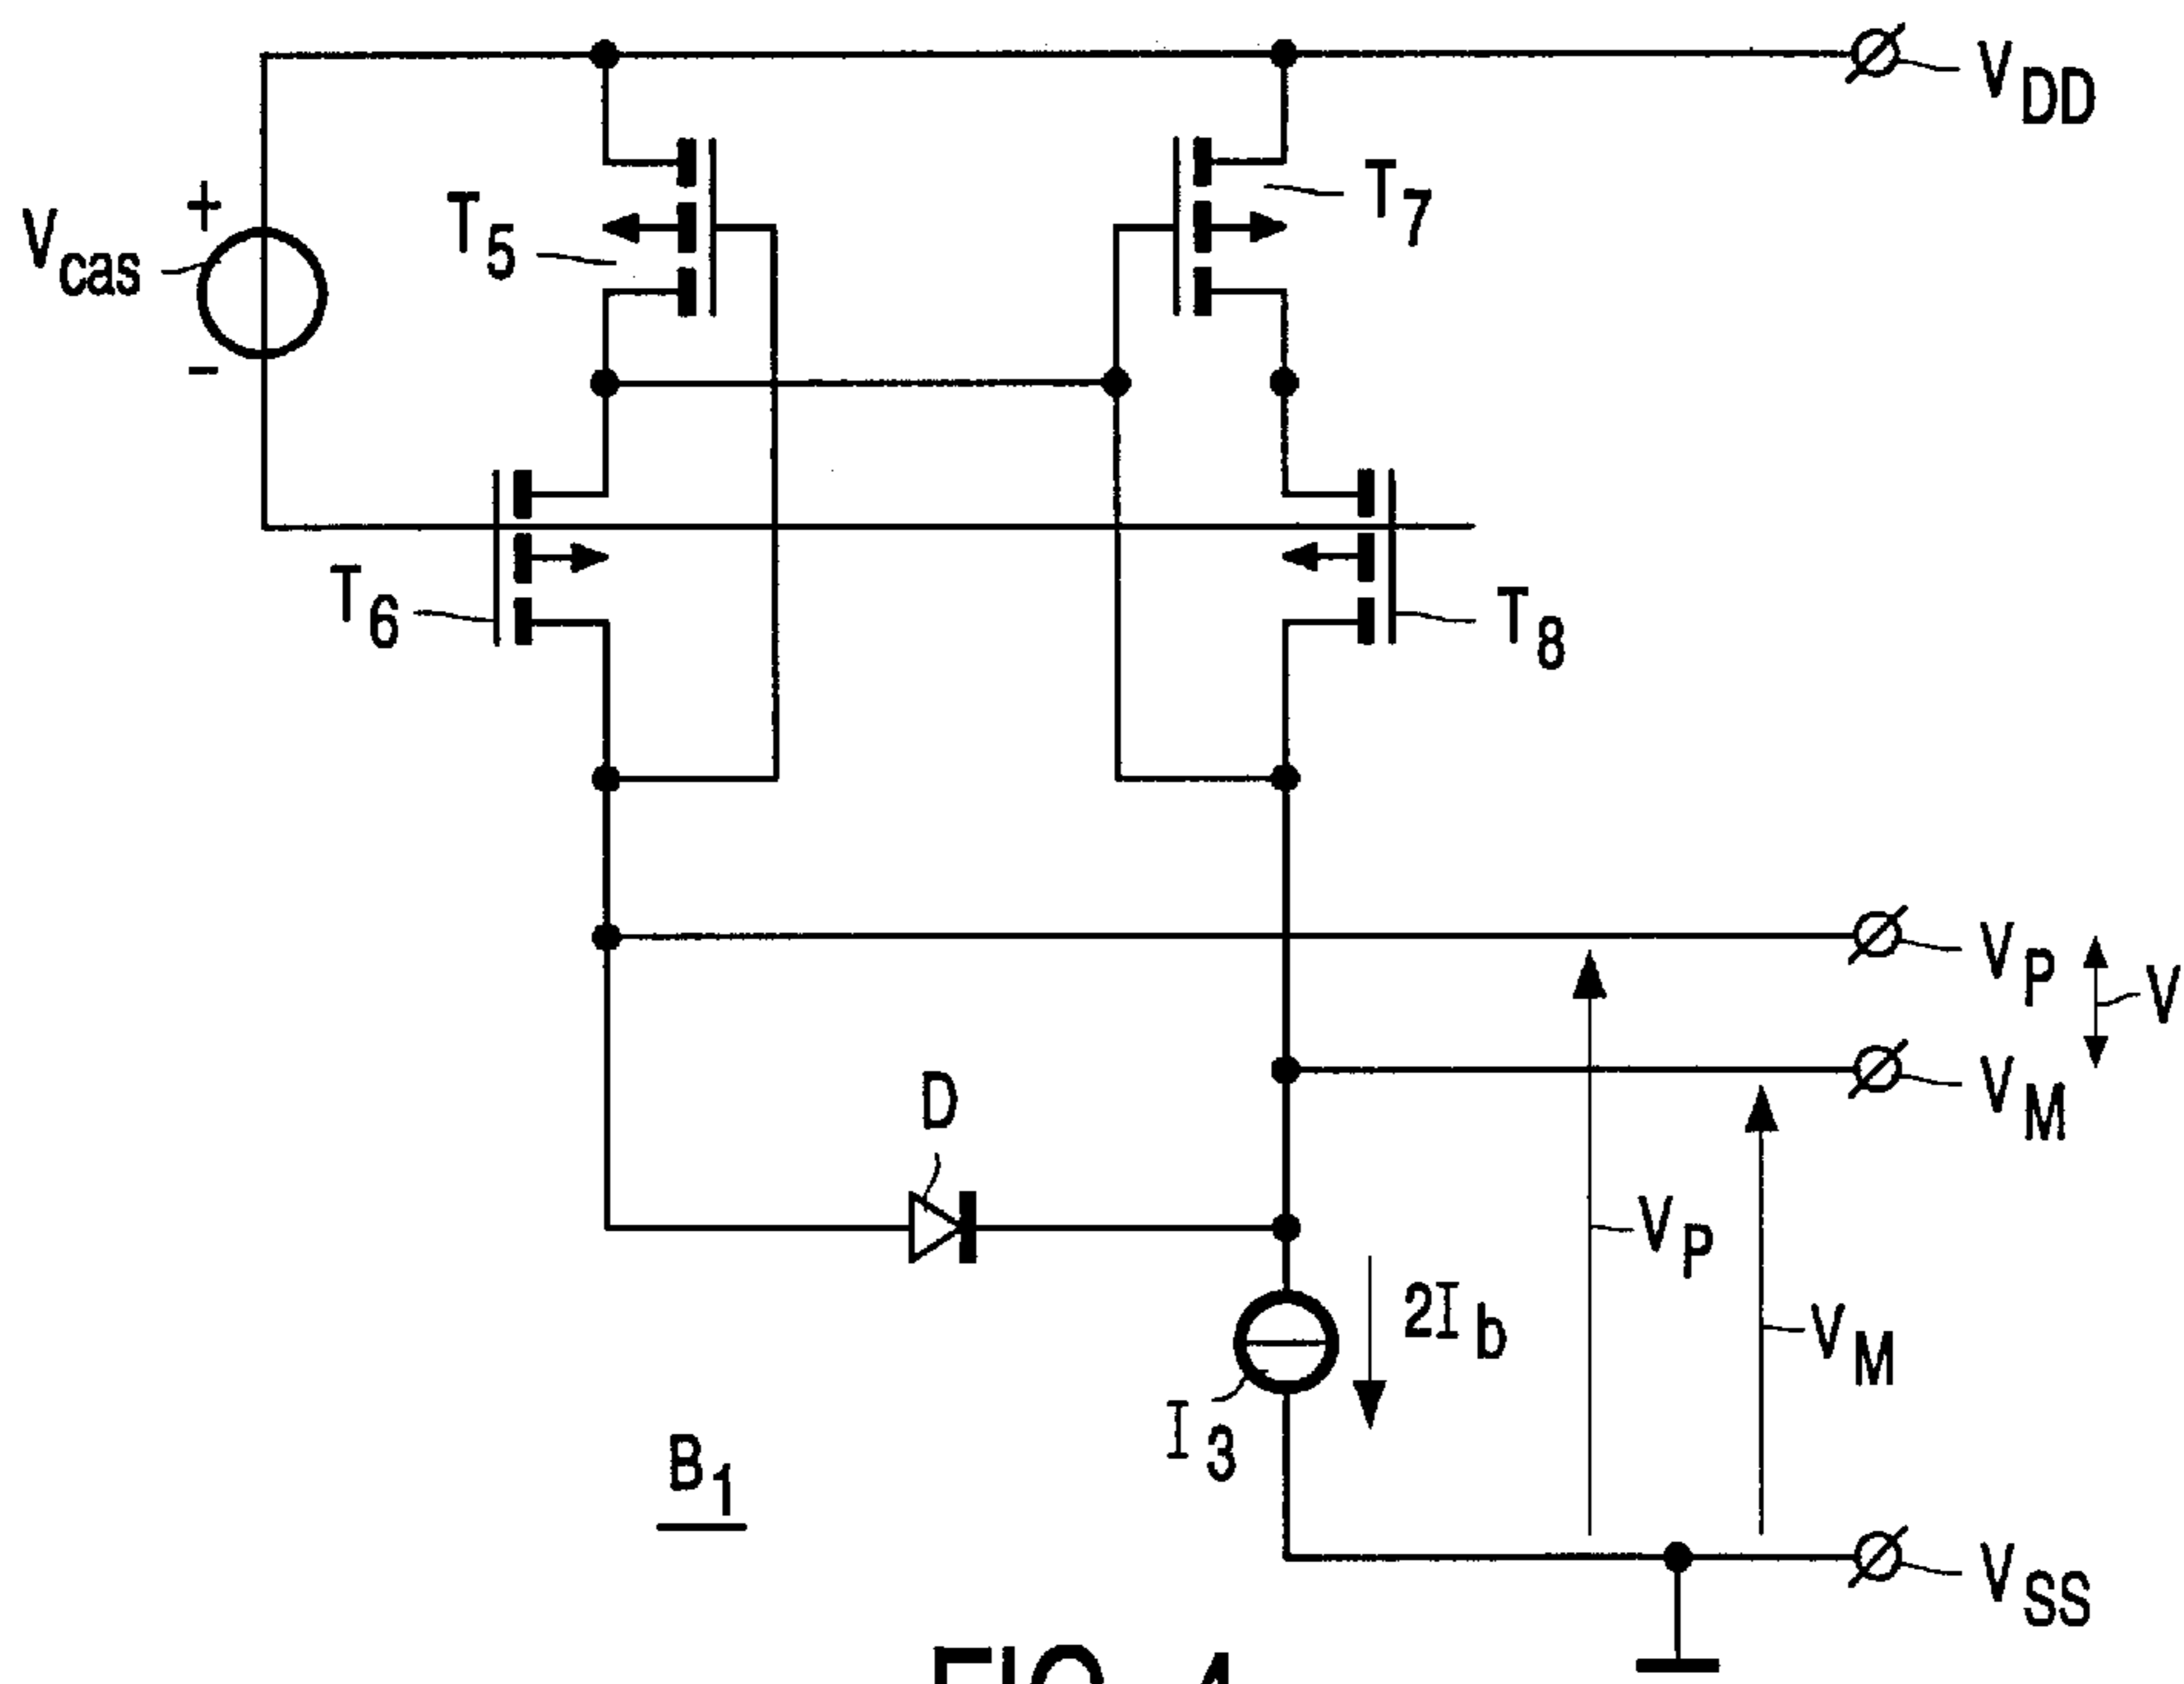 V_DD
V_cas
+
-
T_5
T_7
T_6
T_8
V_P
V
V_M
D
V_P
2I_b
V_M
I_3
B_1
V_SS